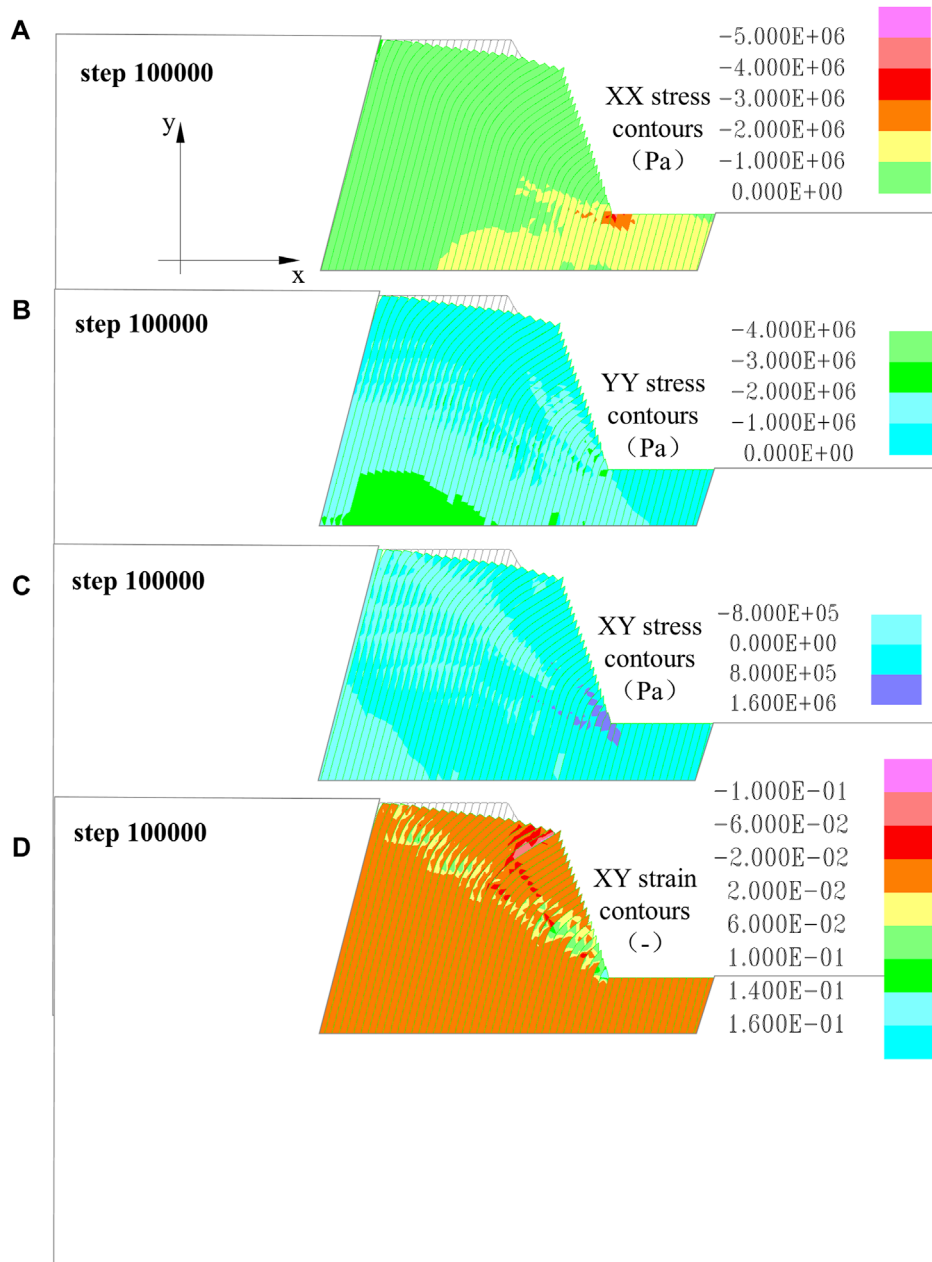 A
step 100000
y
x
XX stress
contours
（Pa）
-5.000E+06
-4.000E+06
-3.000E+06
-2.000E+06
-1.000E+06
0.000E+00
B
step 100000
YY stress
contours
（Pa）
-4.000E+06
-3.000E+06
-2.000E+06
-1.000E+06
0.000E+00
C
step 100000
XY stress
contours
（Pa）
-8.000E+05
0.000E+00
8.000E+05
1.600E+06
D
step 100000
XY strain
contours
（-）
-1.000E-01
-6.000E-02
-2.000E-02
2.000E-02
6.000E-02
1.000E-01
1.400E-01
1.600E-01